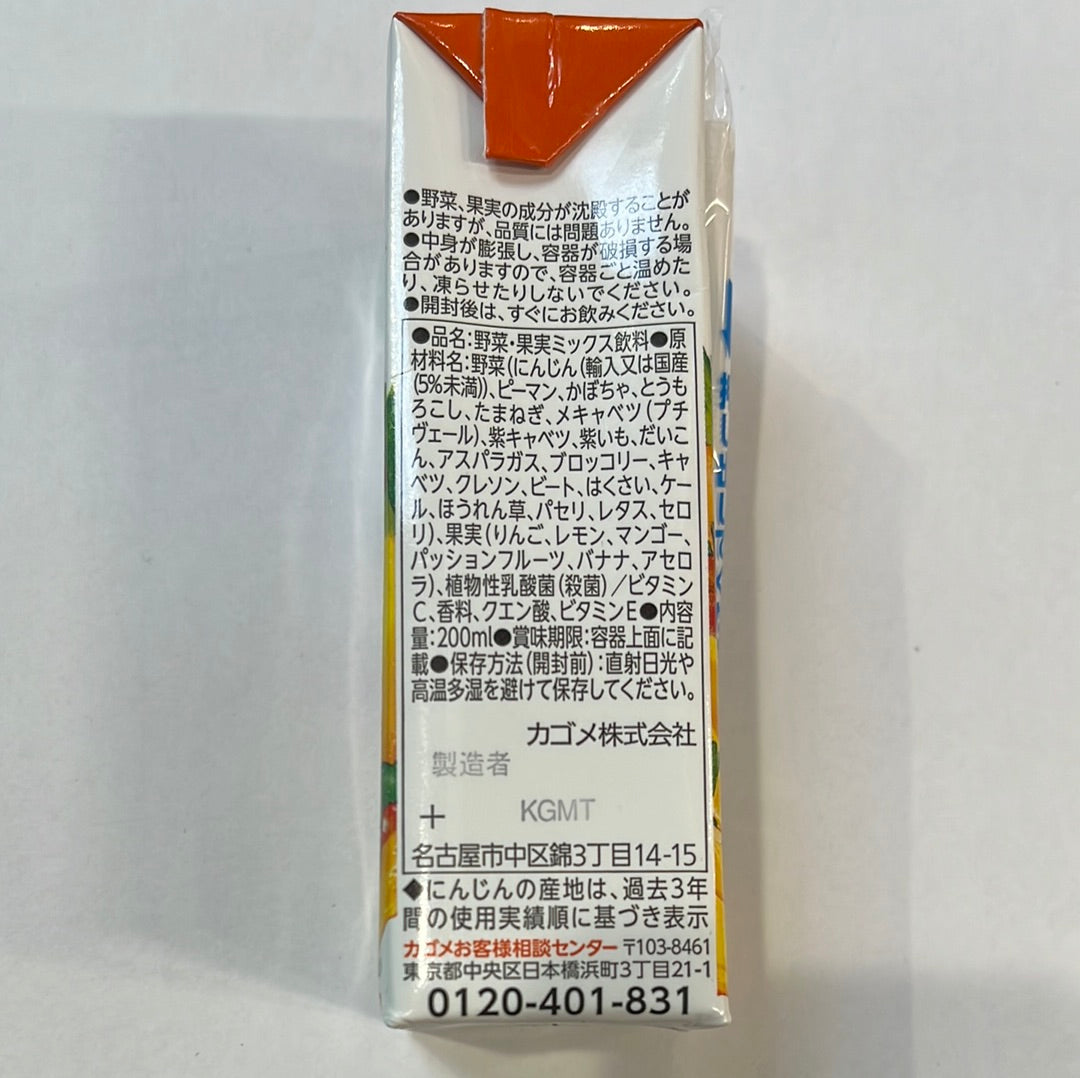 ●野菜、果実の成分が沈殿することが
ありますが、品質には問題ありません。
●中身が膨張し、容器が破損する場
合がありますので、容器ごと温めた
り、凍らせたりしないでください。
●開封後は、すぐにお飲みください。
●品名:野菜・果実ミックス飲料●原
材料名:野菜(にんじん(輸入又は国産
(5%未満))、ピーマン、かぼちゃ、とうも
ろこし、たまねぎ、メキャベツ(プチ
ヴェール)、紫キャベツ、紫いも、だいこ
ん、アスパラガス、ブロッコリー、キャ
ベツ、クレソン、ビート、はくさい、ケー
ル、ほうれん草、パセリ、レタス、セロ
リ)、果実(りんご、レモン、マンゴー、
パッションフルーツ、バナナ、アセロ
ラ)、植物性乳酸菌(殺菌)/ビタミン
C、香料、クエン酸、ビタミンE●内容
量:200ml●賞味期限:容器上面に記
載●保存方法(開封前):直射日光や
高温多湿を避けて保存してください。
カゴメ株式会社
製造者
+ KGMT
名古屋市中区錦3丁目14-15
◆にんじんの産地は、過去3年
間の使用実績順に基づき表示
カゴメお客様相談センター 〒103-8461
東京都中央区日本橋浜町3丁目21-1
0120-401-831